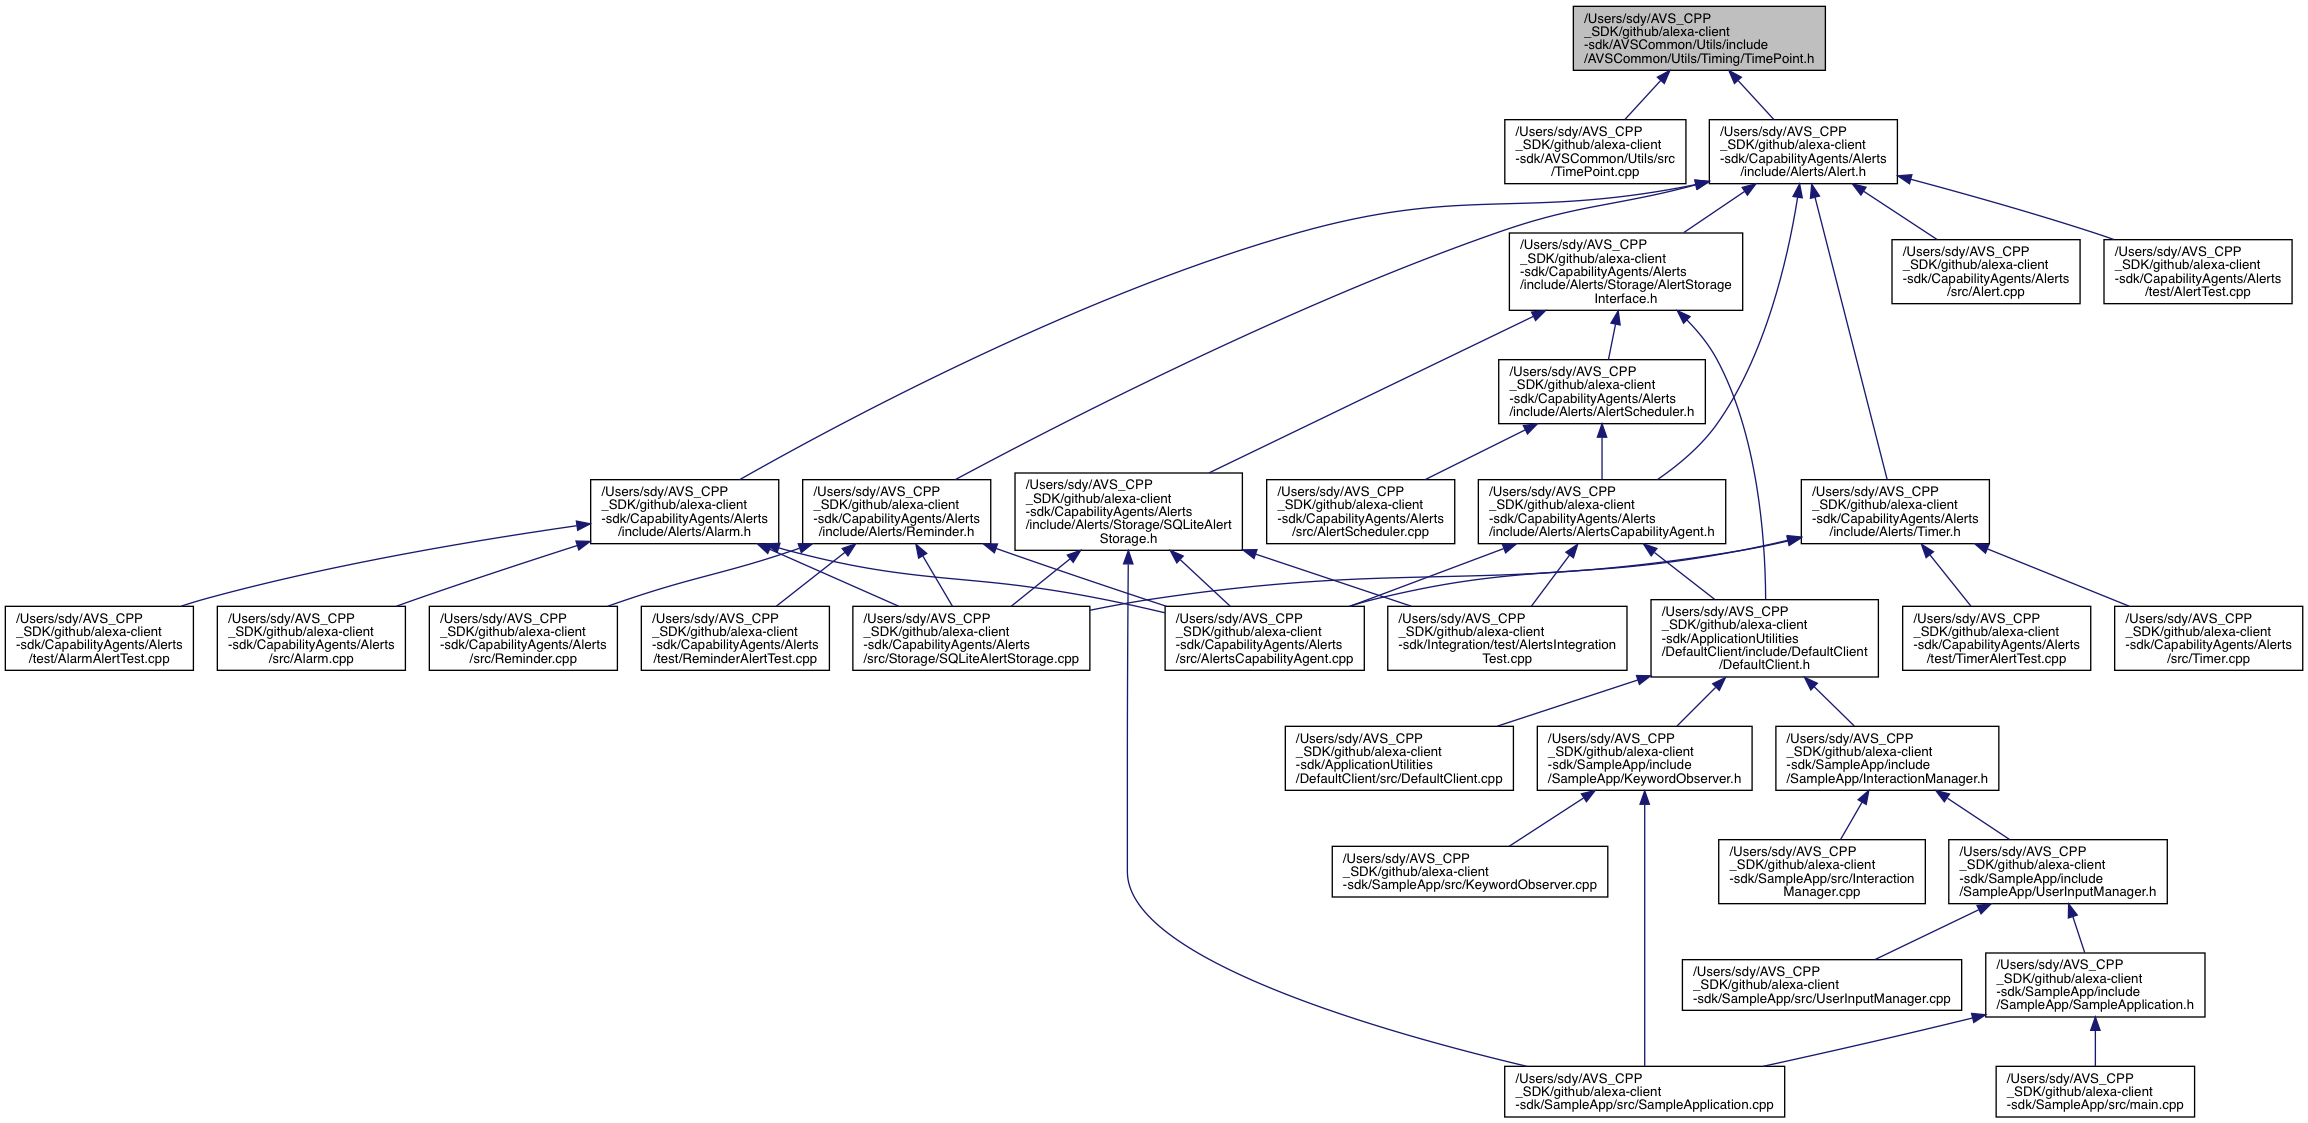 /Users/sdy/AVS_CPP
_SDK/github/alexa-client
-sdk/AVSCommon/Utils/include
/AVSCommon/Utils/Timing/TimePoint.h
/Users/sdy/AVS_CPP
_SDK/github/alexa-client
-sdk/AVSCommon/Utils/src
/TimePoint.cpp
/Users/sdy/AVS_CPP
_SDK/github/alexa-client
-sdk/CapabilityAgents/Alerts
/include/Alerts/Alert.h
/Users/sdy/AVS_CPP
_SDK/github/alexa-client
-sdk/CapabilityAgents/Alerts
/include/Alerts/Storage/AlertStorage
Interface.h
/Users/sdy/AVS_CPP
_SDK/github/alexa-client
-sdk/CapabilityAgents/Alerts
/src/Alert.cpp
/Users/sdy/AVS_CPP
_SDK/github/alexa-client
-sdk/CapabilityAgents/Alerts
/test/AlertTest.cpp
/Users/sdy/AVS_CPP
_SDK/github/alexa-client
-sdk/CapabilityAgents/Alerts
/include/Alerts/AlertScheduler.h
/Users/sdy/AVS_CPP
_SDK/github/alexa-client
-sdk/CapabilityAgents/Alerts
/include/Alerts/Alarm.h
/Users/sdy/AVS_CPP
_SDK/github/alexa-client
-sdk/CapabilityAgents/Alerts
/include/Alerts/Reminder.h
/Users/sdy/AVS_CPP
_SDK/github/alexa-client
-sdk/CapabilityAgents/Alerts
/include/Alerts/Storage/SQLiteAlert
Storage.h
/Users/sdy/AVS_CPP
_SDK/github/alexa-client
-sdk/CapabilityAgents/Alerts
/src/AlertScheduler.cpp
/Users/sdy/AVS_CPP
_SDK/github/alexa-client
-sdk/CapabilityAgents/Alerts
/include/Alerts/AlertsCapabilityAgent.h
/Users/sdy/AVS_CPP
_SDK/github/alexa-client
-sdk/CapabilityAgents/Alerts
/include/Alerts/Timer.h
/Users/sdy/AVS_CPP
_SDK/github/alexa-client
-sdk/CapabilityAgents/Alerts
/test/AlarmAlertTest.cpp
/Users/sdy/AVS_CPP
_SDK/github/alexa-client
-sdk/CapabilityAgents/Alerts
/src/Alarm.cpp
/Users/sdy/AVS_CPP
_SDK/github/alexa-client
-sdk/CapabilityAgents/Alerts
/src/Reminder.cpp
/Users/sdy/AVS_CPP
_SDK/github/alexa-client
-sdk/CapabilityAgents/Alerts
/test/ReminderAlertTest.cpp
/Users/sdy/AVS_CPP
_SDK/github/alexa-client
-sdk/CapabilityAgents/Alerts
/src/Storage/SQLiteAlertStorage.cpp
/Users/sdy/AVS_CPP
_SDK/github/alexa-client
-sdk/CapabilityAgents/Alerts
/src/AlertsCapabilityAgent.cpp
/Users/sdy/AVS_CPP
_SDK/github/alexa-client
-sdk/Integration/test/AlertsIntegration
Test.cpp
/Users/sdy/AVS_CPP
_SDK/github/alexa-client
-sdk/ApplicationUtilities
/DefaultClient/include/DefaultClient
/DefaultClient.h
/Users/sdy/AVS_CPP
_SDK/github/alexa-client
-sdk/CapabilityAgents/Alerts
/test/TimerAlertTest.cpp
/Users/sdy/AVS_CPP
_SDK/github/alexa-client
-sdk/CapabilityAgents/Alerts
/src/Timer.cpp
/Users/sdy/AVS_CPP
_SDK/github/alexa-client
-sdk/ApplicationUtilities
/DefaultClient/src/DefaultClient.cpp
/Users/sdy/AVS_CPP
_SDK/github/alexa-client
-sdk/SampleApp/include
/SampleApp/KeywordObserver.h
/Users/sdy/AVS_CPP
_SDK/github/alexa-client
-sdk/SampleApp/include
/SampleApp/InteractionManager.h
/Users/sdy/AVS_CPP
_SDK/github/alexa-client
-sdk/SampleApp/src/KeywordObserver.cpp
/Users/sdy/AVS_CPP
_SDK/github/alexa-client
-sdk/SampleApp/src/Interaction
Manager.cpp
/Users/sdy/AVS_CPP
_SDK/github/alexa-client
-sdk/SampleApp/include
/SampleApp/UserInputManager.h
/Users/sdy/AVS_CPP
_SDK/github/alexa-client
-sdk/SampleApp/src/UserInputManager.cpp
/Users/sdy/AVS_CPP
_SDK/github/alexa-client
-sdk/SampleApp/include
/SampleApp/SampleApplication.h
/Users/sdy/AVS_CPP
_SDK/github/alexa-client
-sdk/SampleApp/src/SampleApplication.cpp
/Users/sdy/AVS_CPP
_SDK/github/alexa-client
-sdk/SampleApp/src/main.cpp